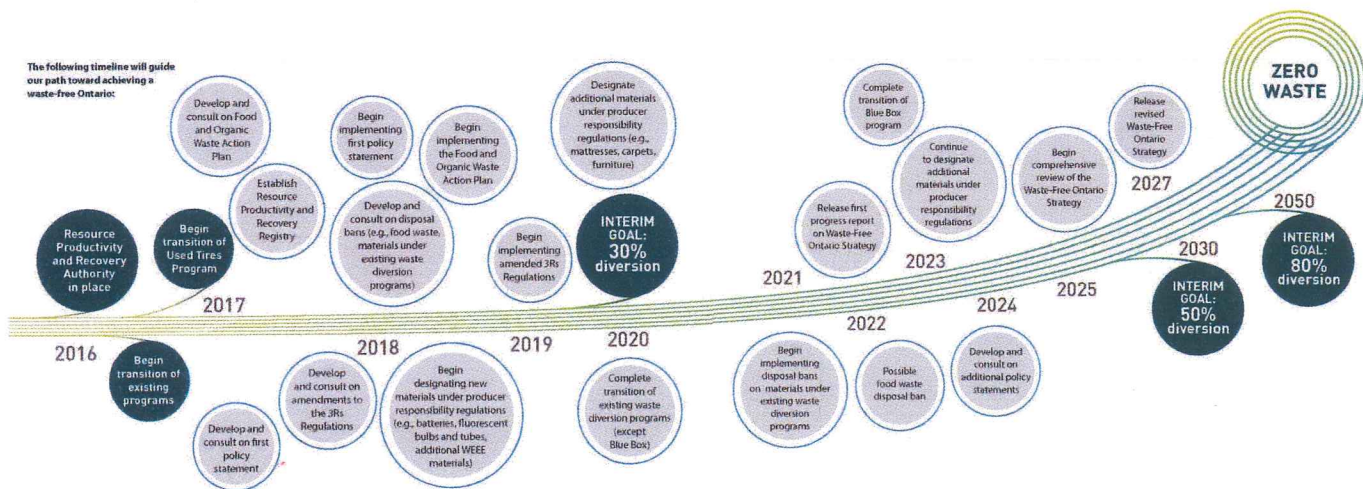 The following timeline will guide
our path toward achieving a
waste-free Ontario:
Resource
Productivity
and Recovery
Authority
in place
2016
Begin
transition of
existing
programs
Begin
transition of
Used Tires
Program
Develop and
consult on Food
and Organic
Waste Action
Plan
Establish
Resource
Productivity and
Recovery
Registry
2017
Develop and
consult on first
policy
statement
Develop
and consult on
amendments to
the 3Rs
Regulations
Begin
implementing
first policy
statement
Develop and
consult on disposal
bans (e.g., food waste,
materials under
existing waste
diversion
programs)
Begin
implementing
the Food and
Organic Waste
Action Plan
2018
Begin
designating new
materials under producer
responsibility regulations
(e.g., batteries, fluorescent
bulbs and tubes,
additional WEEE
materials)
Begin
implementing
amended 3Rs
Regulations
2019
Designate
additional materials
under producer
responsibility
regulations (e.g.,
mattresses, carpets,
furniture)
INTERIM
GOAL:
30%
diversion
2020
Complete
transition of
existing waste
diversion programs
(except
Blue Box)
2021
Begin
implementing
disposal bans
on materials under
existing waste
diversion
programs
Release first
progress report
on Waste-Free
Ontario Strategy
2022
Possible
food waste
disposal ban
Complete
transition of
Blue Box
program
2023
Continue
to designate
additional
materials under
producer
responsibility
regulations
2024
Develop and
consult on
additional policy
statements
Begin
comprehensive
review of the
Waste-Free Ontario
Strategy
2025
Release
revised
Waste-Free
Ontario
Strategy
2027
2030
INTERIM
GOAL:
50%
diversion
2050
INTERIM
GOAL:
80%
diversion
ZERO
WASTE